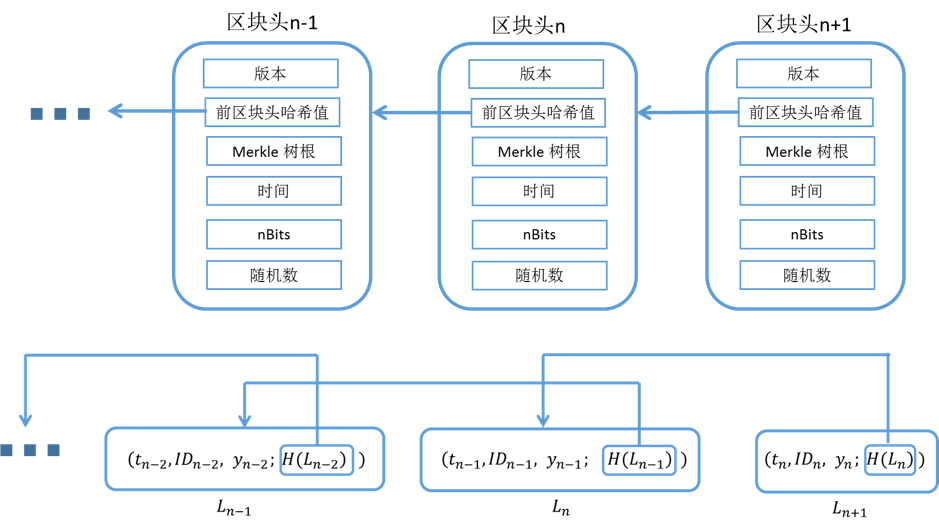 区块头n-1 区块头n 区块头n+1
版本 版本 版本
前区块头哈希值 前区块头哈希值 前区块头哈希值
Merkle 树根 Merkle 树根 Merkle 树根
时间 时间 时间
nBits nBits nBits
随机数 随机数 随机数
(t_{n-2}, ID_{n-2}, y_{n-2}; H(L_{n-2}) ) (t_{n-1}, ID_{n-1}, y_{n-1}; H(L_{n-1}) ) (t_n, ID_n, y_n; H(L_n))
L_{n-1} L_n L_{n+1}